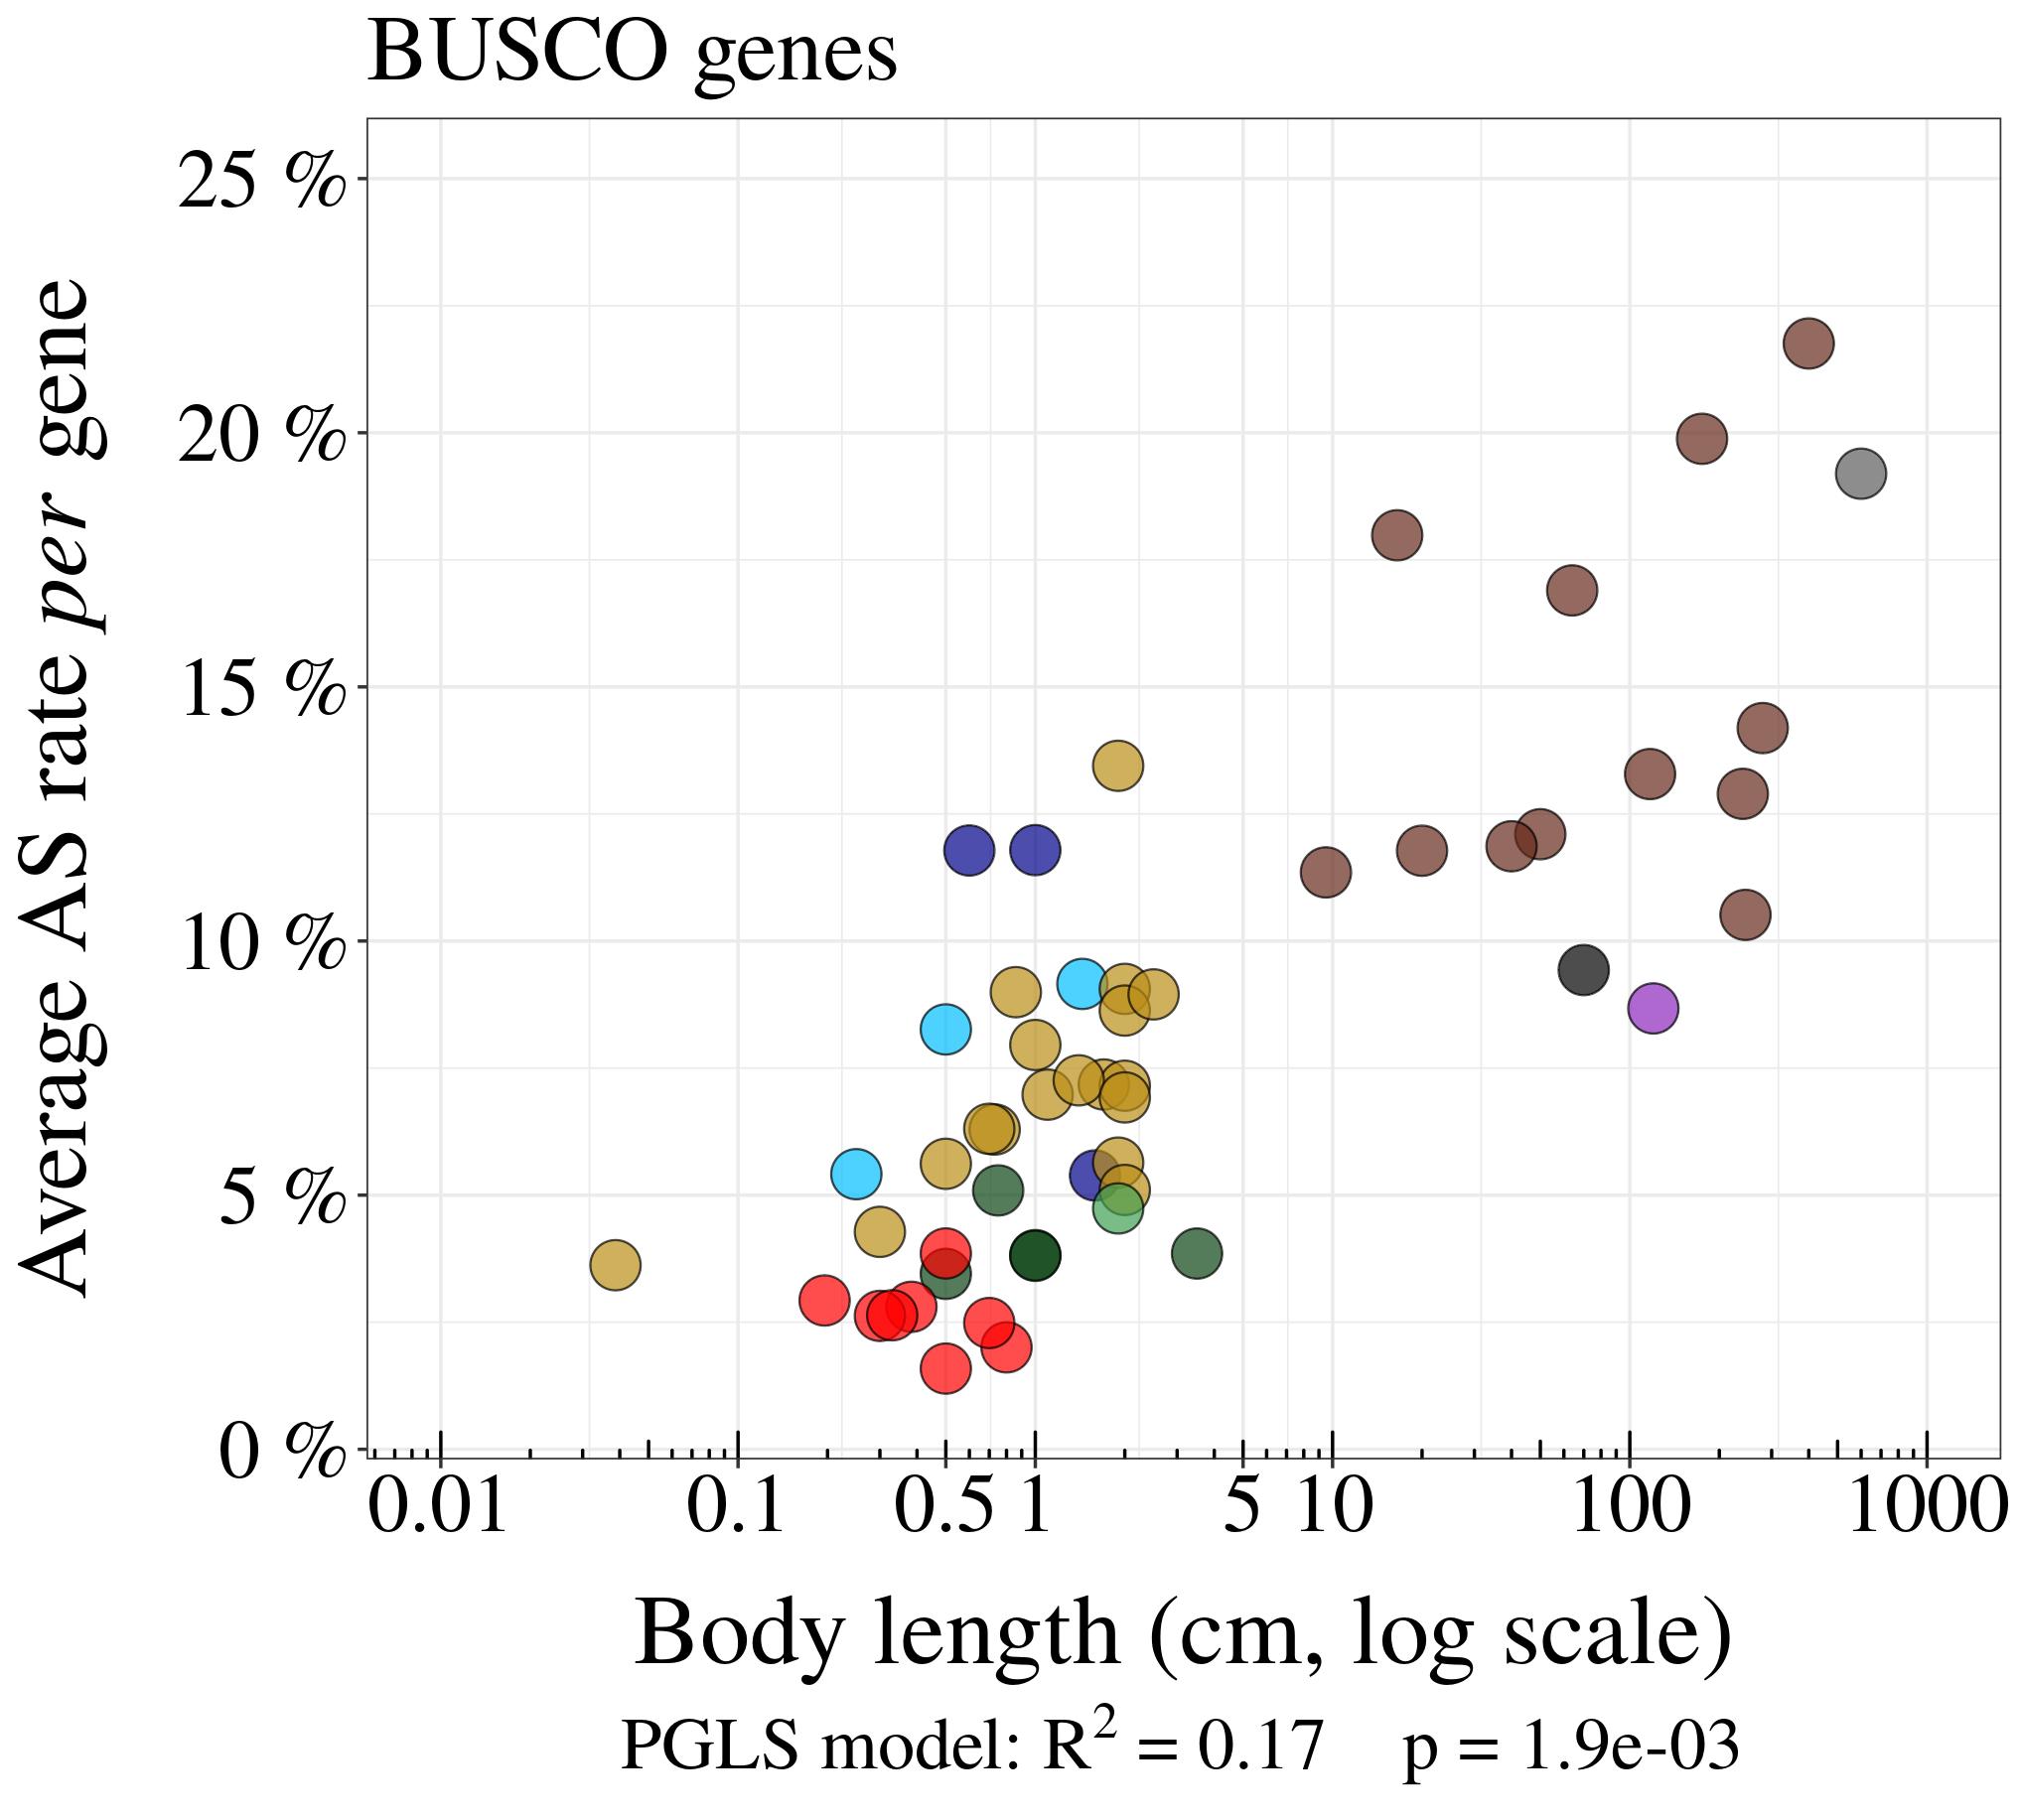 BUSCO genes
Average AS rate per gene
25 %
20 %
15 %
10 %
5 %
0 %
0.01 0.1 0.5 1 5 10 100 1000
Body length (cm, log scale)
PGLS model: R² = 0.17 p = 1.9e-03